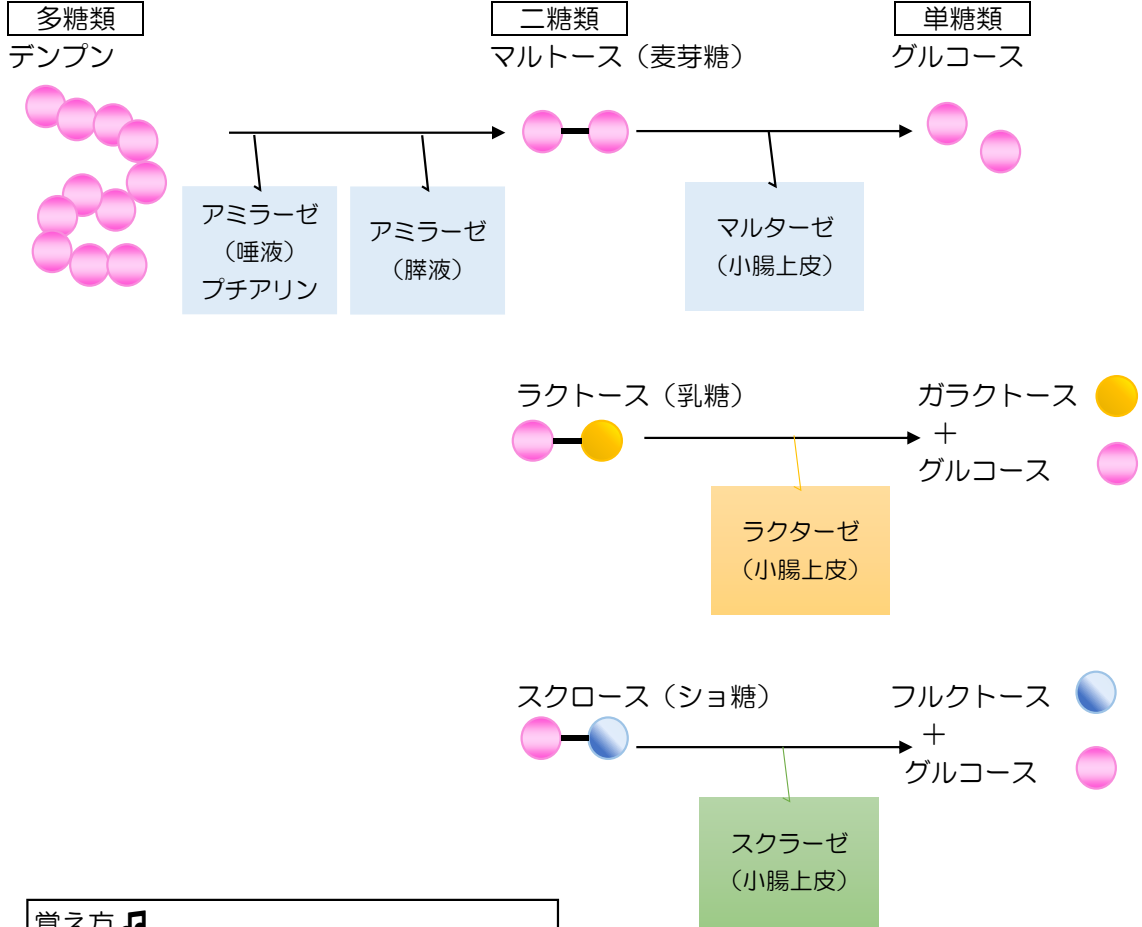 多糖類
二糖類
単糖類
デンプン
マルトース（麦芽糖）
グルコース
アミラーゼ
（唾液）
プチアリン
アミラーゼ
（膵液）
マルターゼ
（小腸上皮）
ラクトース（乳糖）
ガラクトース
＋
グルコース
ラクターゼ
（小腸上皮）
スクロース（ショ糖）
フルクトース
＋
グルコース
スクラーゼ
（小腸上皮）
覚え方♫